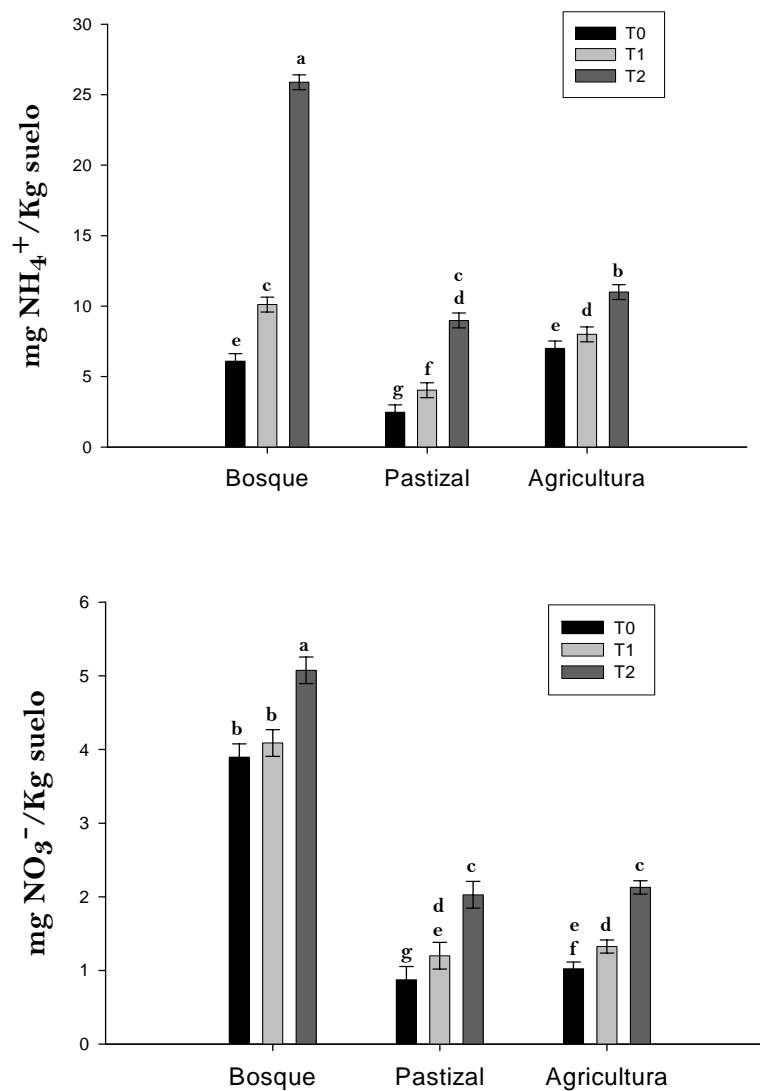 30
25
20
15
10
5
0
mg NH₄⁺/Kg suelo
T0
T1
T2
a
e
c
g
f
c
d
e
d
b
Bosque Pastizal Agricultura
6
5
4
3
2
1
0
mg NO₃⁻/Kg suelo
T0
T1
T2
b
b
a
g
d
e
c
e
f
d
c
Bosque Pastizal Agricultura